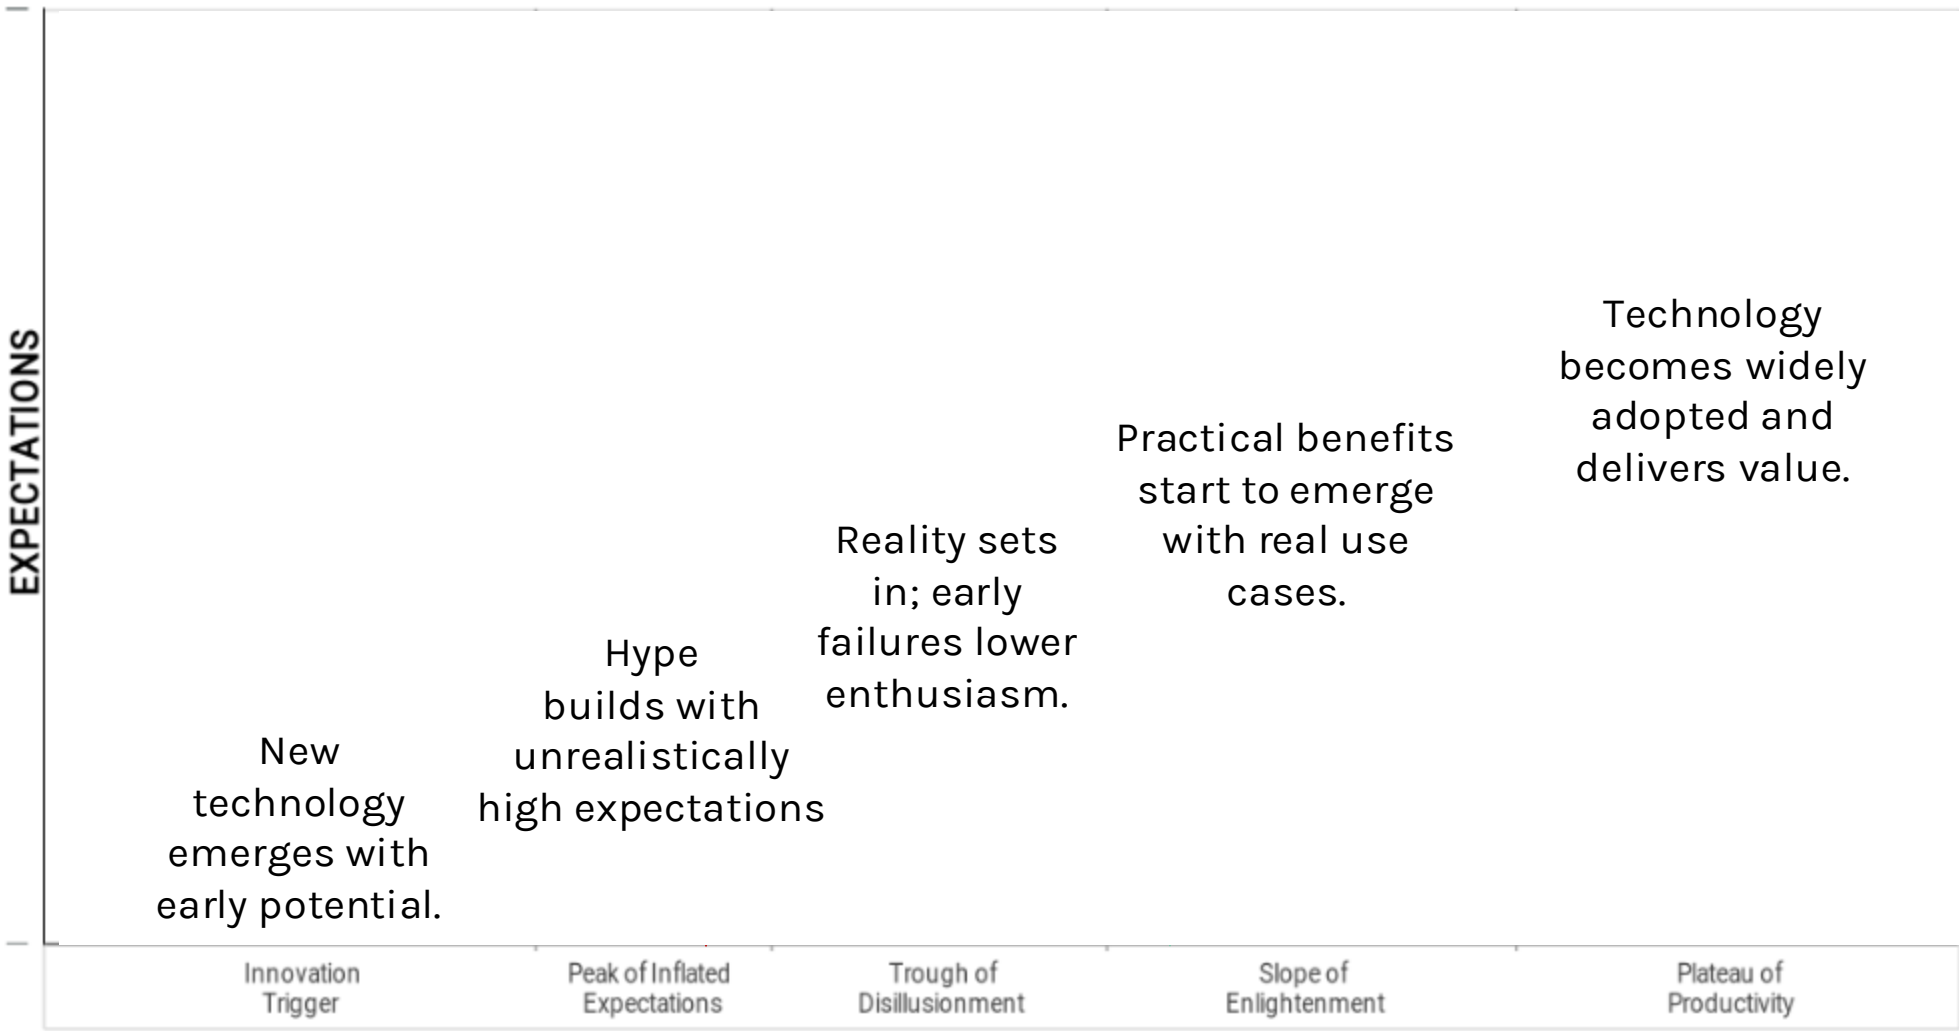 EXPECTATIONS
New
technology
emerges with
early potential.
Hype
builds with
unrealistically
high expectations
Reality sets
in; early
failures lower
enthusiasm.
Practical benefits
start to emerge
with real use
cases.
Technology
becomes widely
adopted and
delivers value.
Innovation
Trigger
Peak of Inflated
Expectations
Trough of
Disillusionment
Slope of
Enlightenment
Plateau of
Productivity